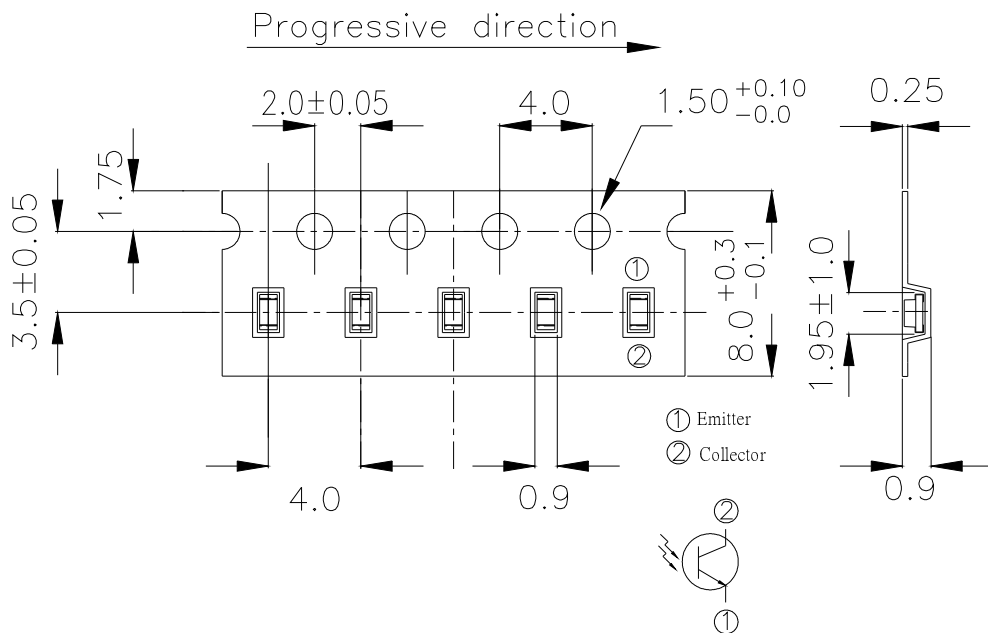 Progressive direction
2.0±0.05
4.0
1.50 +0.10 -0.0
0.25
1.75
3.5±0.05
①
8.0 +0.3 -0.1
1.95±1.0
②
① Emitter
② Collector
4.0
0.9
0.9
②
①